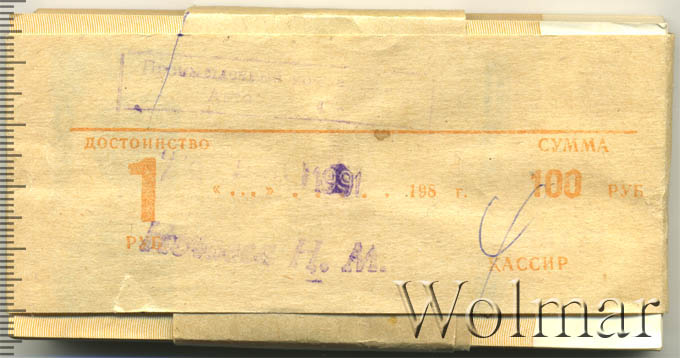 ДОСТОИНСТВО
СУММА
1
« ... » 1991 198 г.
100 РУБ
РУБ
Н. М.
КАССИР
Wolmar